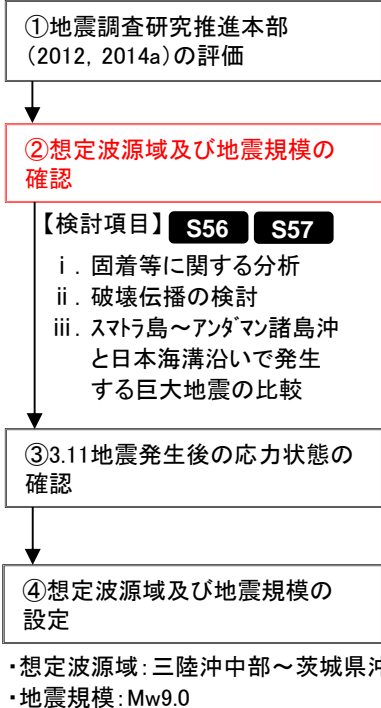 ①地震調査研究推進本部
(2012, 2014a)の評価
②想定波源域及び地震規模の
確認
【検討項目】 S56 S57
ⅰ. 固着等に関する分析
ⅱ. 破壊伝播の検討
ⅲ. スマトラ島～アンダマン諸島沖
と日本海溝沿いで発生
する巨大地震の比較
③3.11地震発生後の応力状態の
確認
④想定波源域及び地震規模の
設定
・想定波源域：三陸沖中部～茨城県沖
・地震規模：Mw9.0